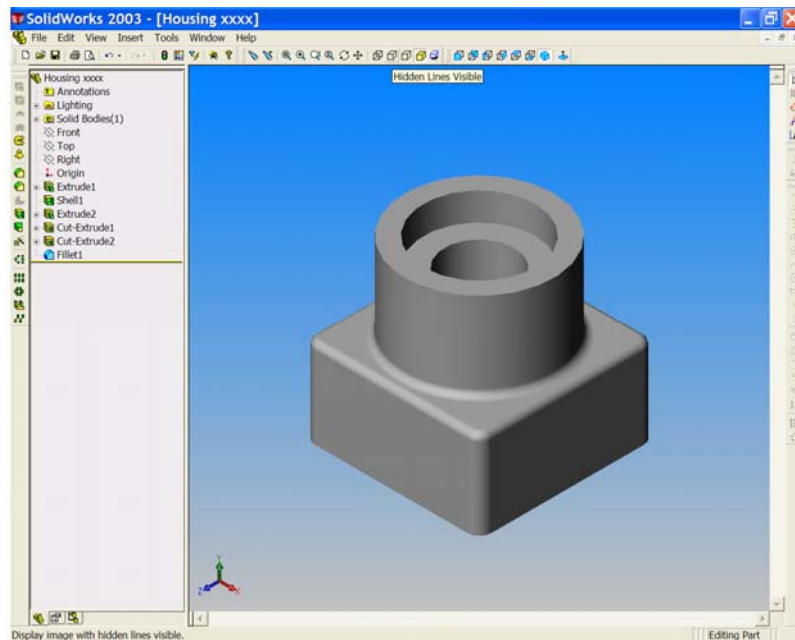 SolidWorks 2003 - [Housing xxxx]
File Edit View Insert Tools Window Help
Hidden Lines Visible
Housing xxxx
Annotations
Lighting
Solid Bodies(1)
Front
Top
Right
Origin
Extrude1
Shell1
Extrude2
Cut-Extrude1
Cut-Extrude2
Fillet1
Y
Z
X
Display image with hidden lines visible.
Editing Part